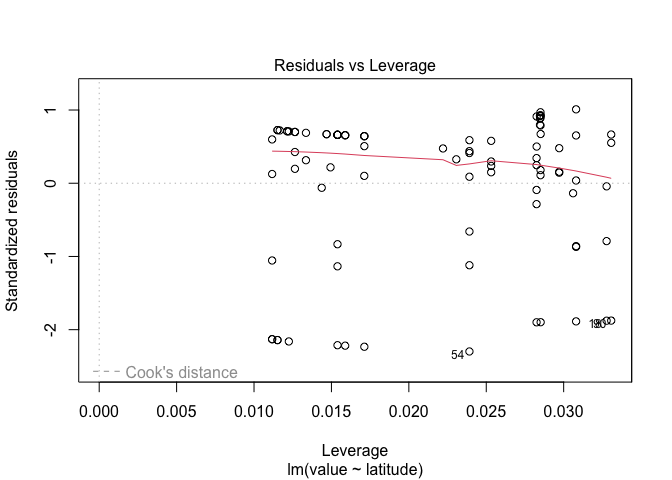 Residuals vs Leverage
Standardized residuals
1
0
-1
-2
54
Cook's distance
0.000 0.005 0.010 0.015 0.020 0.025 0.030
Leverage
lm(value ~ latitude)